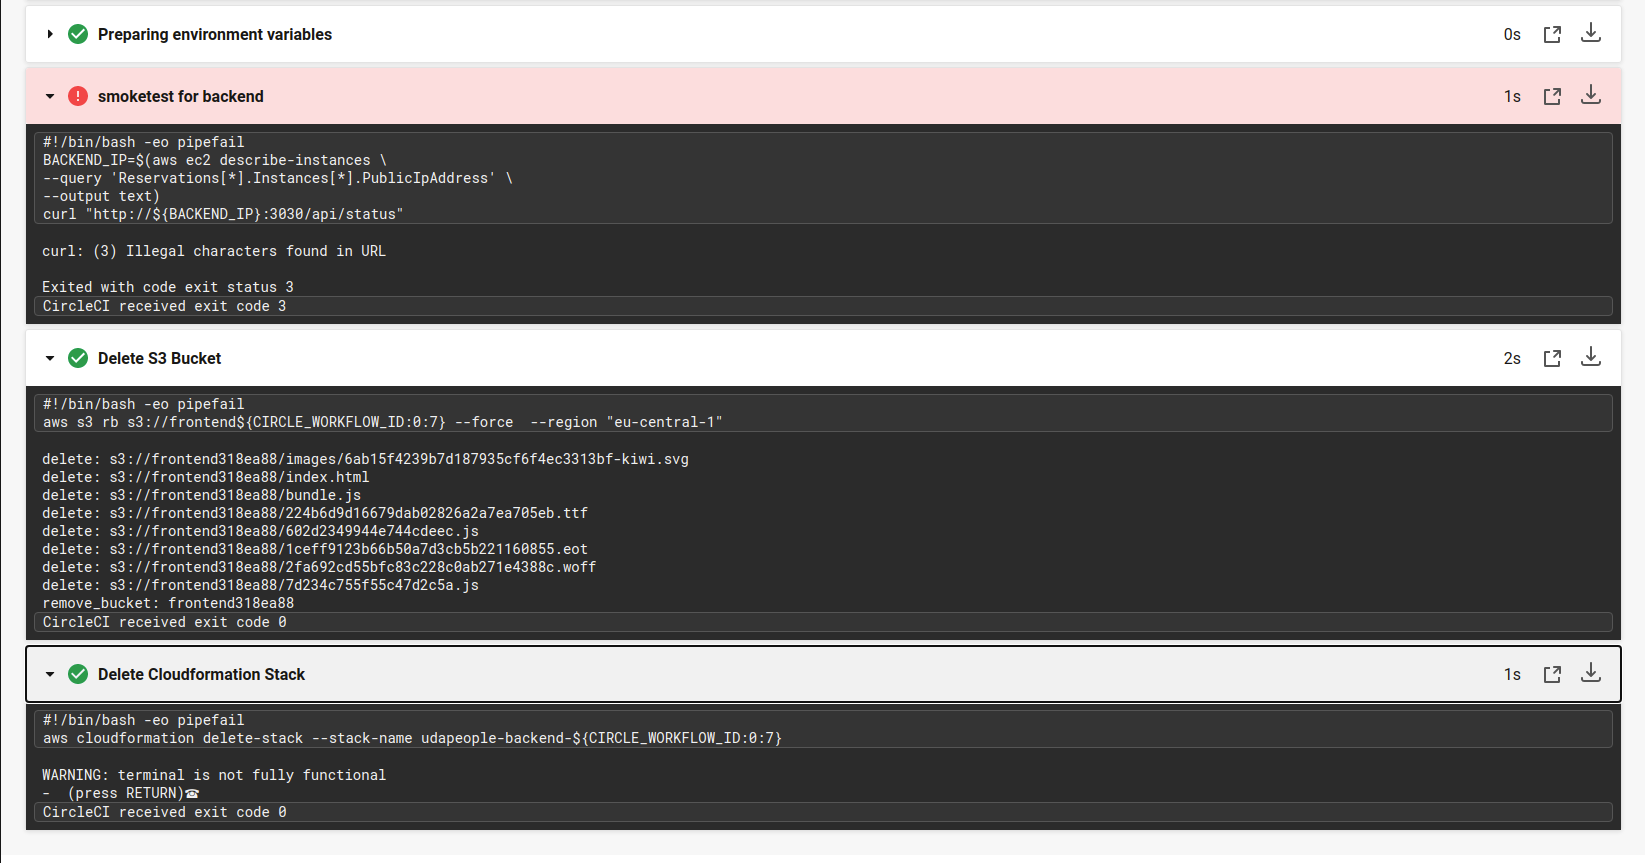 Preparing environment variables 0s
smoketest for backend 1s
#!/bin/bash -eo pipefail
BACKEND_IP=$(aws ec2 describe-instances \
--query 'Reservations[*].Instances[*].PublicIpAddress' \
--output text)
curl "http://${BACKEND_IP}:3030/api/status"
curl: (3) Illegal characters found in URL
Exited with code exit status 3
CircleCI received exit code 3
Delete S3 Bucket 2s
#!/bin/bash -eo pipefail
aws s3 rb s3://frontend${CIRCLE_WORKFLOW_ID:0:7} --force  --region "eu-central-1"
delete: s3://frontend318ea88/images/6ab15f4239b7d187935cf6f4ec3313bf-kiwi.svg
delete: s3://frontend318ea88/index.html
delete: s3://frontend318ea88/bundle.js
delete: s3://frontend318ea88/224b6d9d16679dab02826a2a7ea705eb.ttf
delete: s3://frontend318ea88/602d2349944e744cdeec.js
delete: s3://frontend318ea88/1ceff9123b66b50a7d3cb5b221160855.eot
delete: s3://frontend318ea88/2fa692cd55bfc83c228c0ab271e4388c.woff
delete: s3://frontend318ea88/7d234c755f55c47d2c5a.js
remove_bucket: frontend318ea88
CircleCI received exit code 0
Delete Cloudformation Stack 1s
#!/bin/bash -eo pipefail
aws cloudformation delete-stack --stack-name udapeople-backend-${CIRCLE_WORKFLOW_ID:0:7}
WARNING: terminal is not fully functional
-  (press RETURN)☎
CircleCI received exit code 0